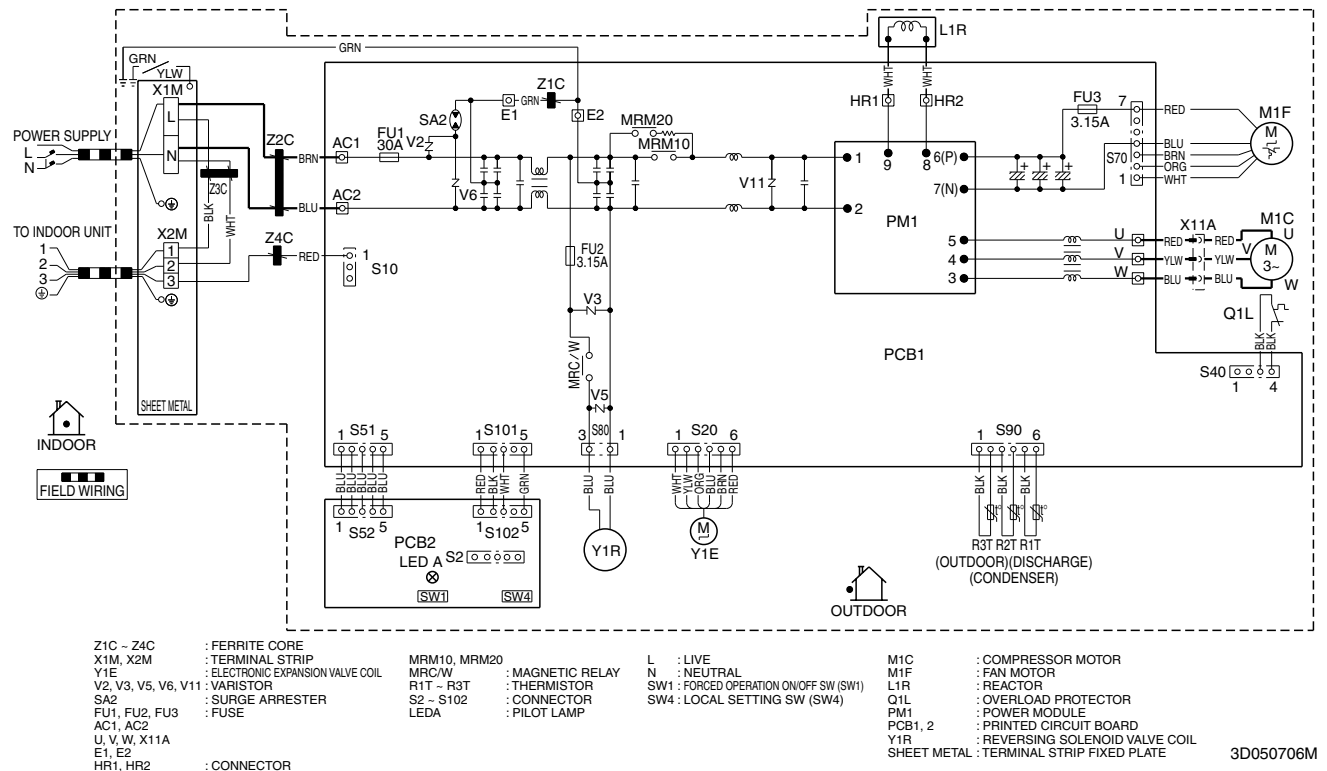 GRN
L1R
GRN
YLW
X1M
L
N
POWER SUPPLY
L
N
Z3C
BLK
WHT
TO INDOOR UNIT
1
2
3
X2M
1
2
3
SHEET METAL
Z2C
BRN
BLU
Z4C
RED
AC1
AC2
FU1
30A
V2
SA2
E1
GRN
Z1C
E2
V6
1
S10
MRM20
MRM10
FU2
3.15A
V3
MRC/W
V5
V11
WHT
WHT
HR1
HR2
1
2
9
8
6(P)
7(N)
PM1
5
4
3
FU3
3.15A
7
S70
1
RED
BLU
BRN
ORG
WHT
M1F
M
U
V
W
X11A
RED
YLW
BLU
RED
YLW
BLU
M1C
U
V
W
M
3~
Q1L
BLK
BLK
S40
1 4
PCB1
INDOOR
FIELD WIRING
1 S51 5
BLU
BLU
BLU
BLU
BLU
1 S52 5
1 S101 5
RED
BLK
WHT
GRN
1 S102 5
PCB2
LED A
S2
SW1
SW4
3 S80 1
BLU
BLU
Y1R
1 S20 6
WHT
YLW
ORG
BLU
BRN
RED
M
Y1E
1 S90 6
BLK
BLK
BLK
t°
t°
t°
R3T R2T R1T
(OUTDOOR)(DISCHARGE)
(CONDENSER)
OUTDOOR
Z1C ~ Z4C : FERRITE CORE
X1M, X2M : TERMINAL STRIP
Y1E : ELECTRONIC EXPANSION VALVE COIL
V2, V3, V5, V6, V11 : VARISTOR
SA2 : SURGE ARRESTER
FU1, FU2, FU3 : FUSE
AC1, AC2
U, V, W, X11A
E1, E2
HR1, HR2 : CONNECTOR
MRM10, MRM20
MRC/W : MAGNETIC RELAY
R1T ~ R3T : THERMISTOR
S2 ~ S102 : CONNECTOR
LEDA : PILOT LAMP
L : LIVE
N : NEUTRAL
SW1 : FORCED OPERATION ON/OFF SW (SW1)
SW4 : LOCAL SETTING SW (SW4)
M1C : COMPRESSOR MOTOR
M1F : FAN MOTOR
L1R : REACTOR
Q1L : OVERLOAD PROTECTOR
PM1 : POWER MODULE
PCB1, 2 : PRINTED CIRCUIT BOARD
Y1R : REVERSING SOLENOID VALVE COIL
SHEET METAL : TERMINAL STRIP FIXED PLATE
3D050706M